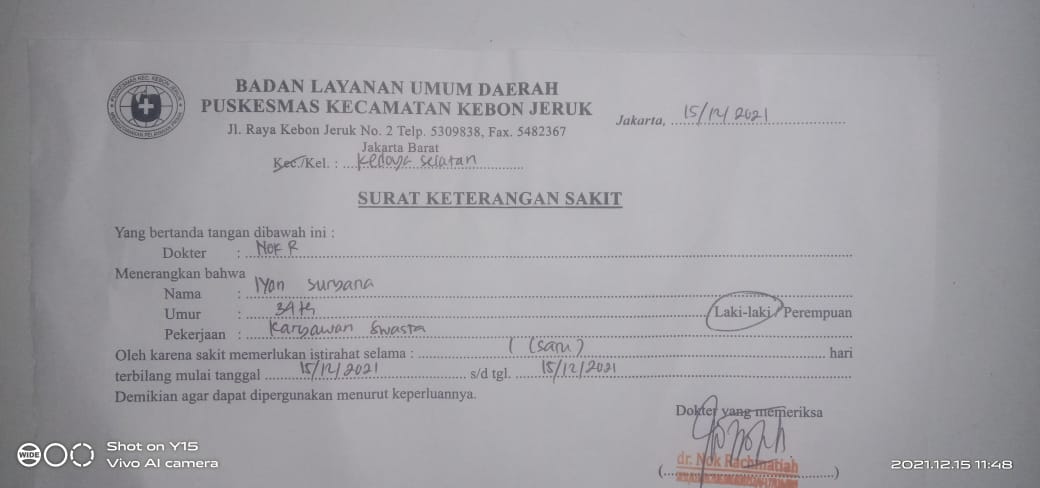 BADAN LAYANAN UMUM DAERAH
PUSKESMAS KECAMATAN KEBON JERUK
Jl. Raya Kebon Jeruk No. 2 Telp. 5309838, Fax. 5482367
Jakarta Barat
Jakarta, 15/12/2021
Kec./Kel. : Kedoya Selatan
SURAT KETERANGAN SAKIT
Yang bertanda tangan dibawah ini :
Dokter : Nok R
Menerangkan bahwa
Nama : Iyan Suryana
Umur : 34 th Laki-laki / Perempuan
Pekerjaan : Karyawan Swasta
Oleh karena sakit memerlukan istirahat selama : 1 (satu) hari
terbilang mulai tanggal 15/12/2021 s/d tgl. 15/12/2021
Demikian agar dapat dipergunakan menurut keperluannya.
Dokter yang memeriksa
dr. Nok Rachmatiah
Shot on Y15
Vivo AI camera
WIDE
2021.12.15 11:48